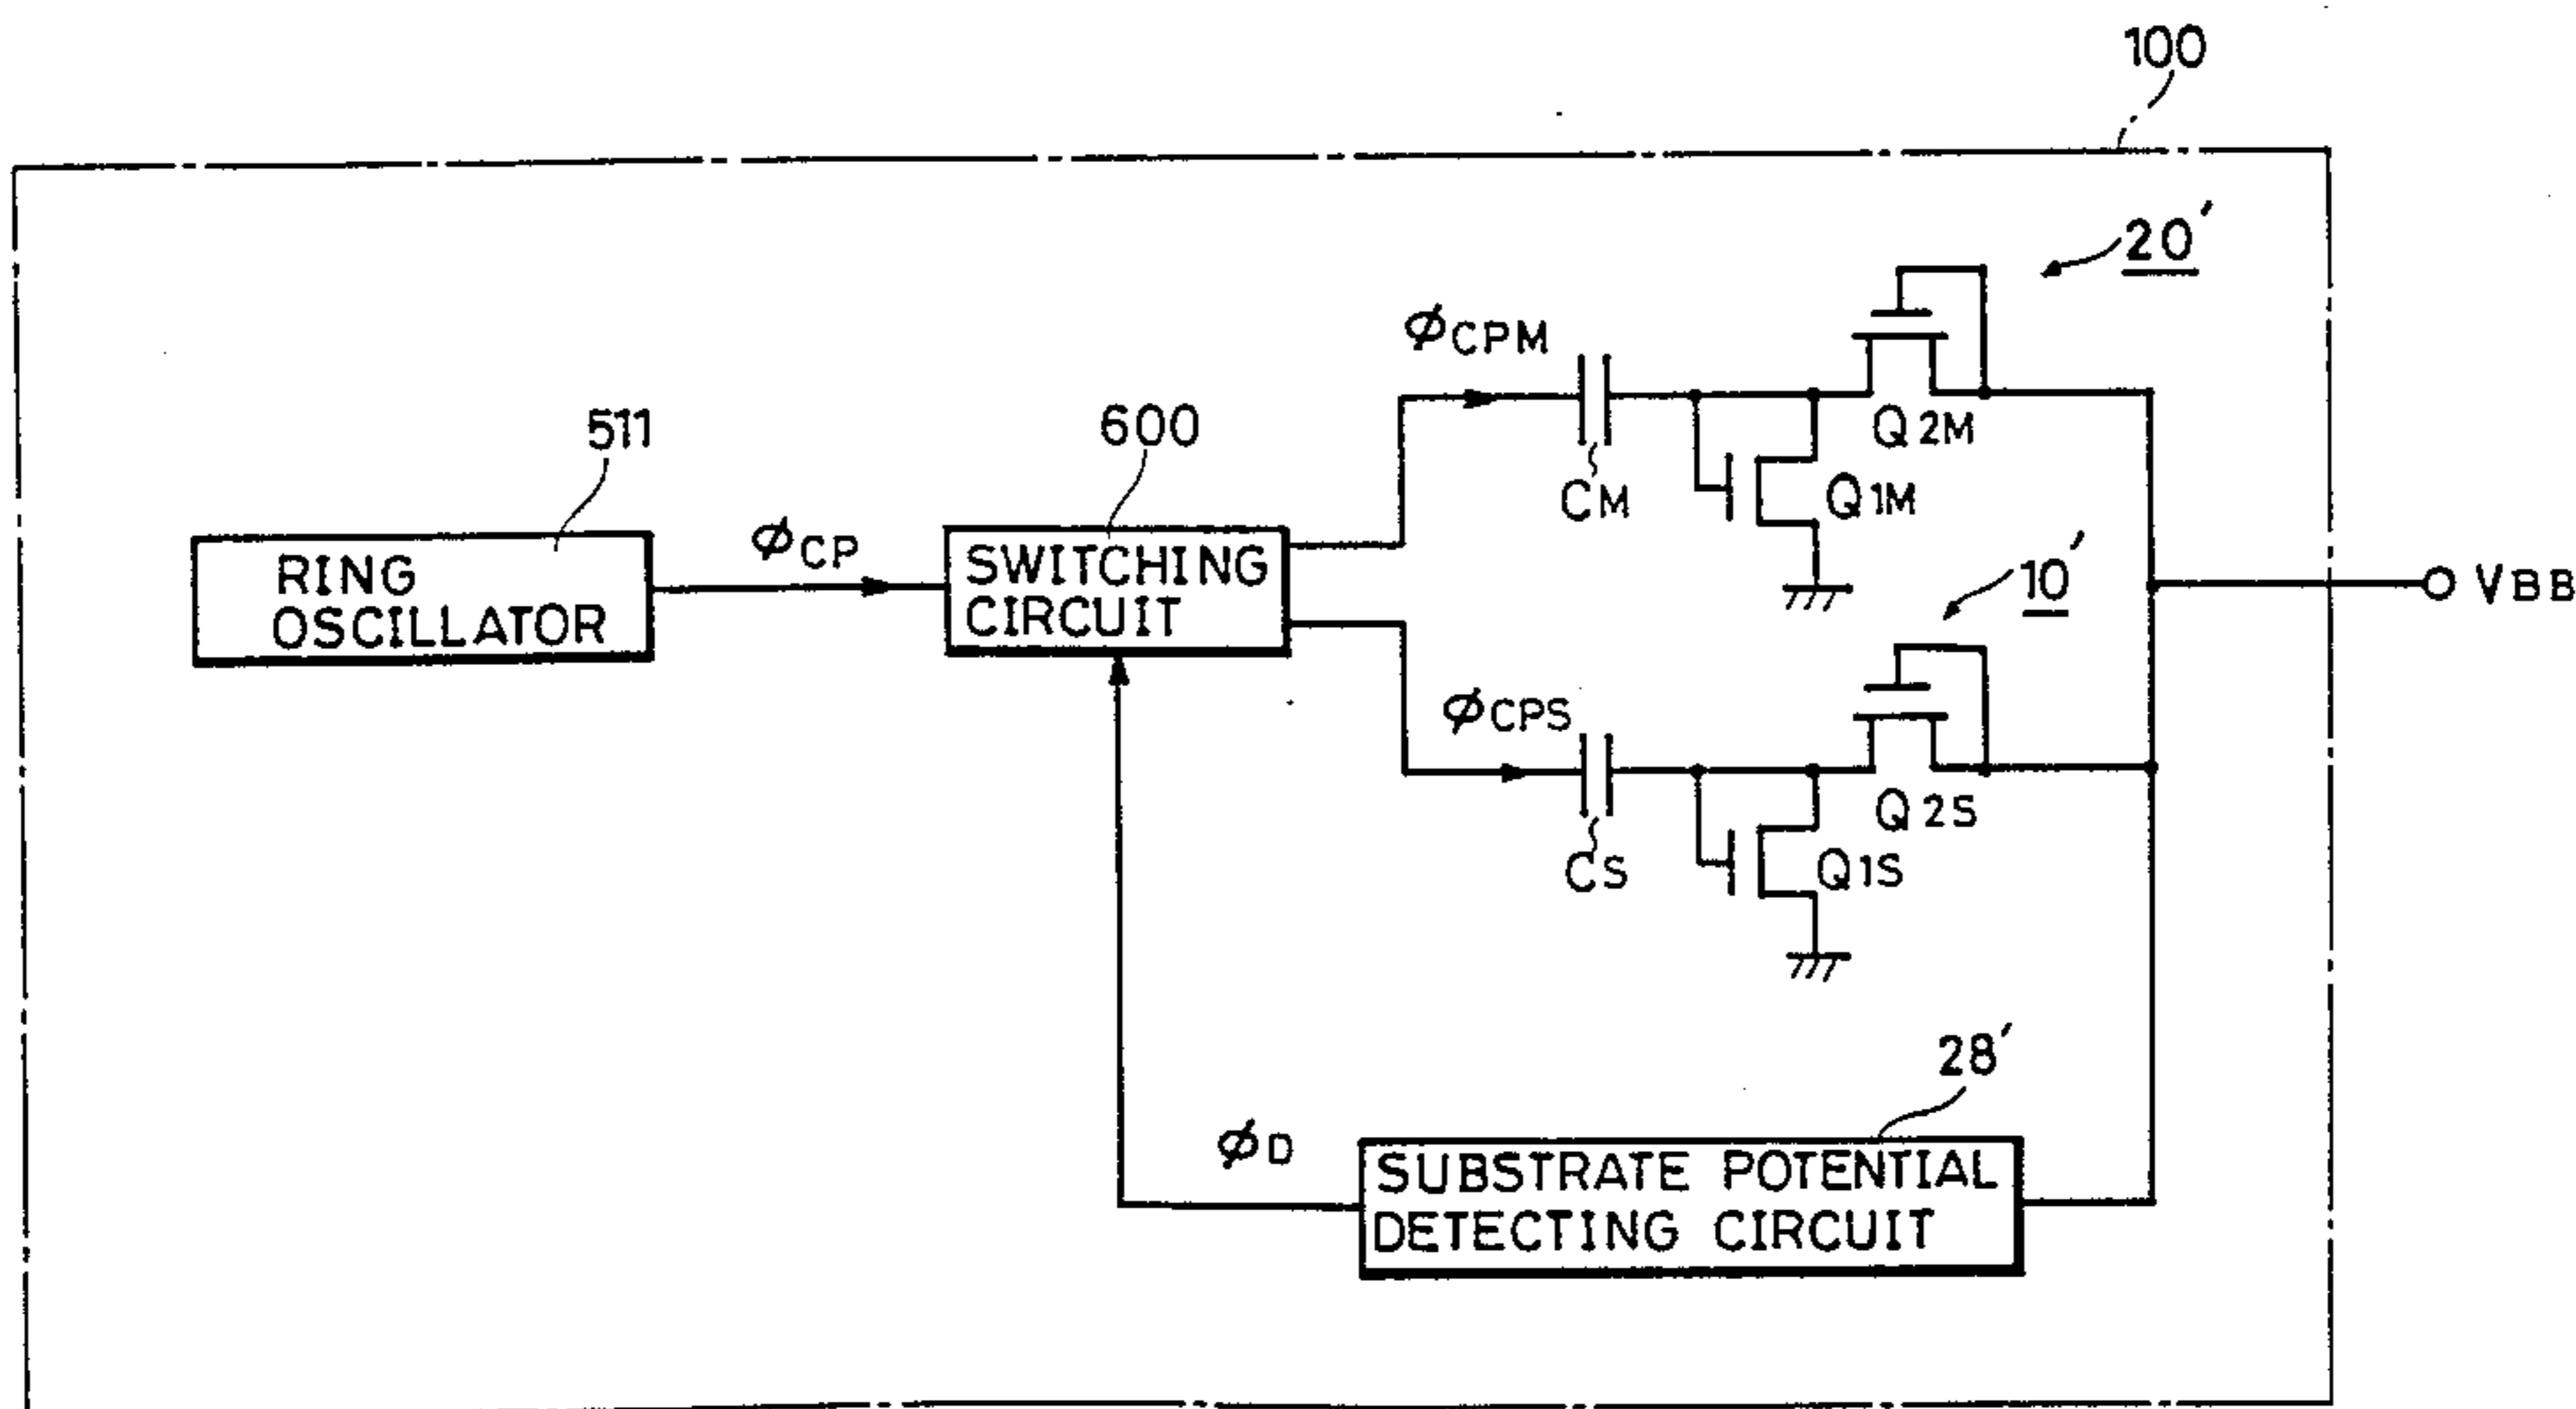 100
20'
ϕCPM
Q2M
511
600
CM
Q1M
ϕCP
RING
OSCILLATOR
SWITCHING
CIRCUIT
10'
VBB
ϕCPS
Q2S
CS
Q1S
28'
ϕD
SUBSTRATE POTENTIAL
DETECTING CIRCUIT